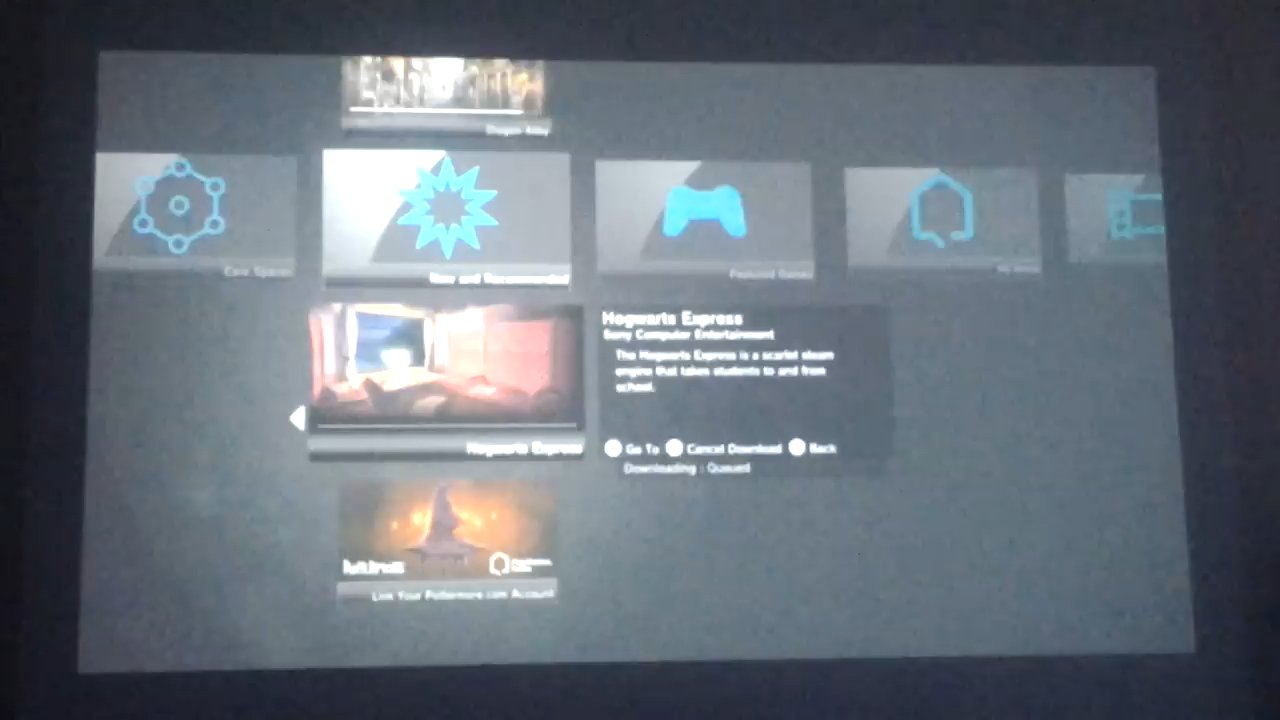 Diagon Alley
Core Spaces
New and Recommended
Featured Games
Hogwarts Express
Sony Computer Entertainment
The Hogwarts Express is a scarlet steam
engine that takes students to and from
school.
Hogwarts Express
Go To Cancel Download Back
Downloading : Queued
Link Your Pottermore.com Account